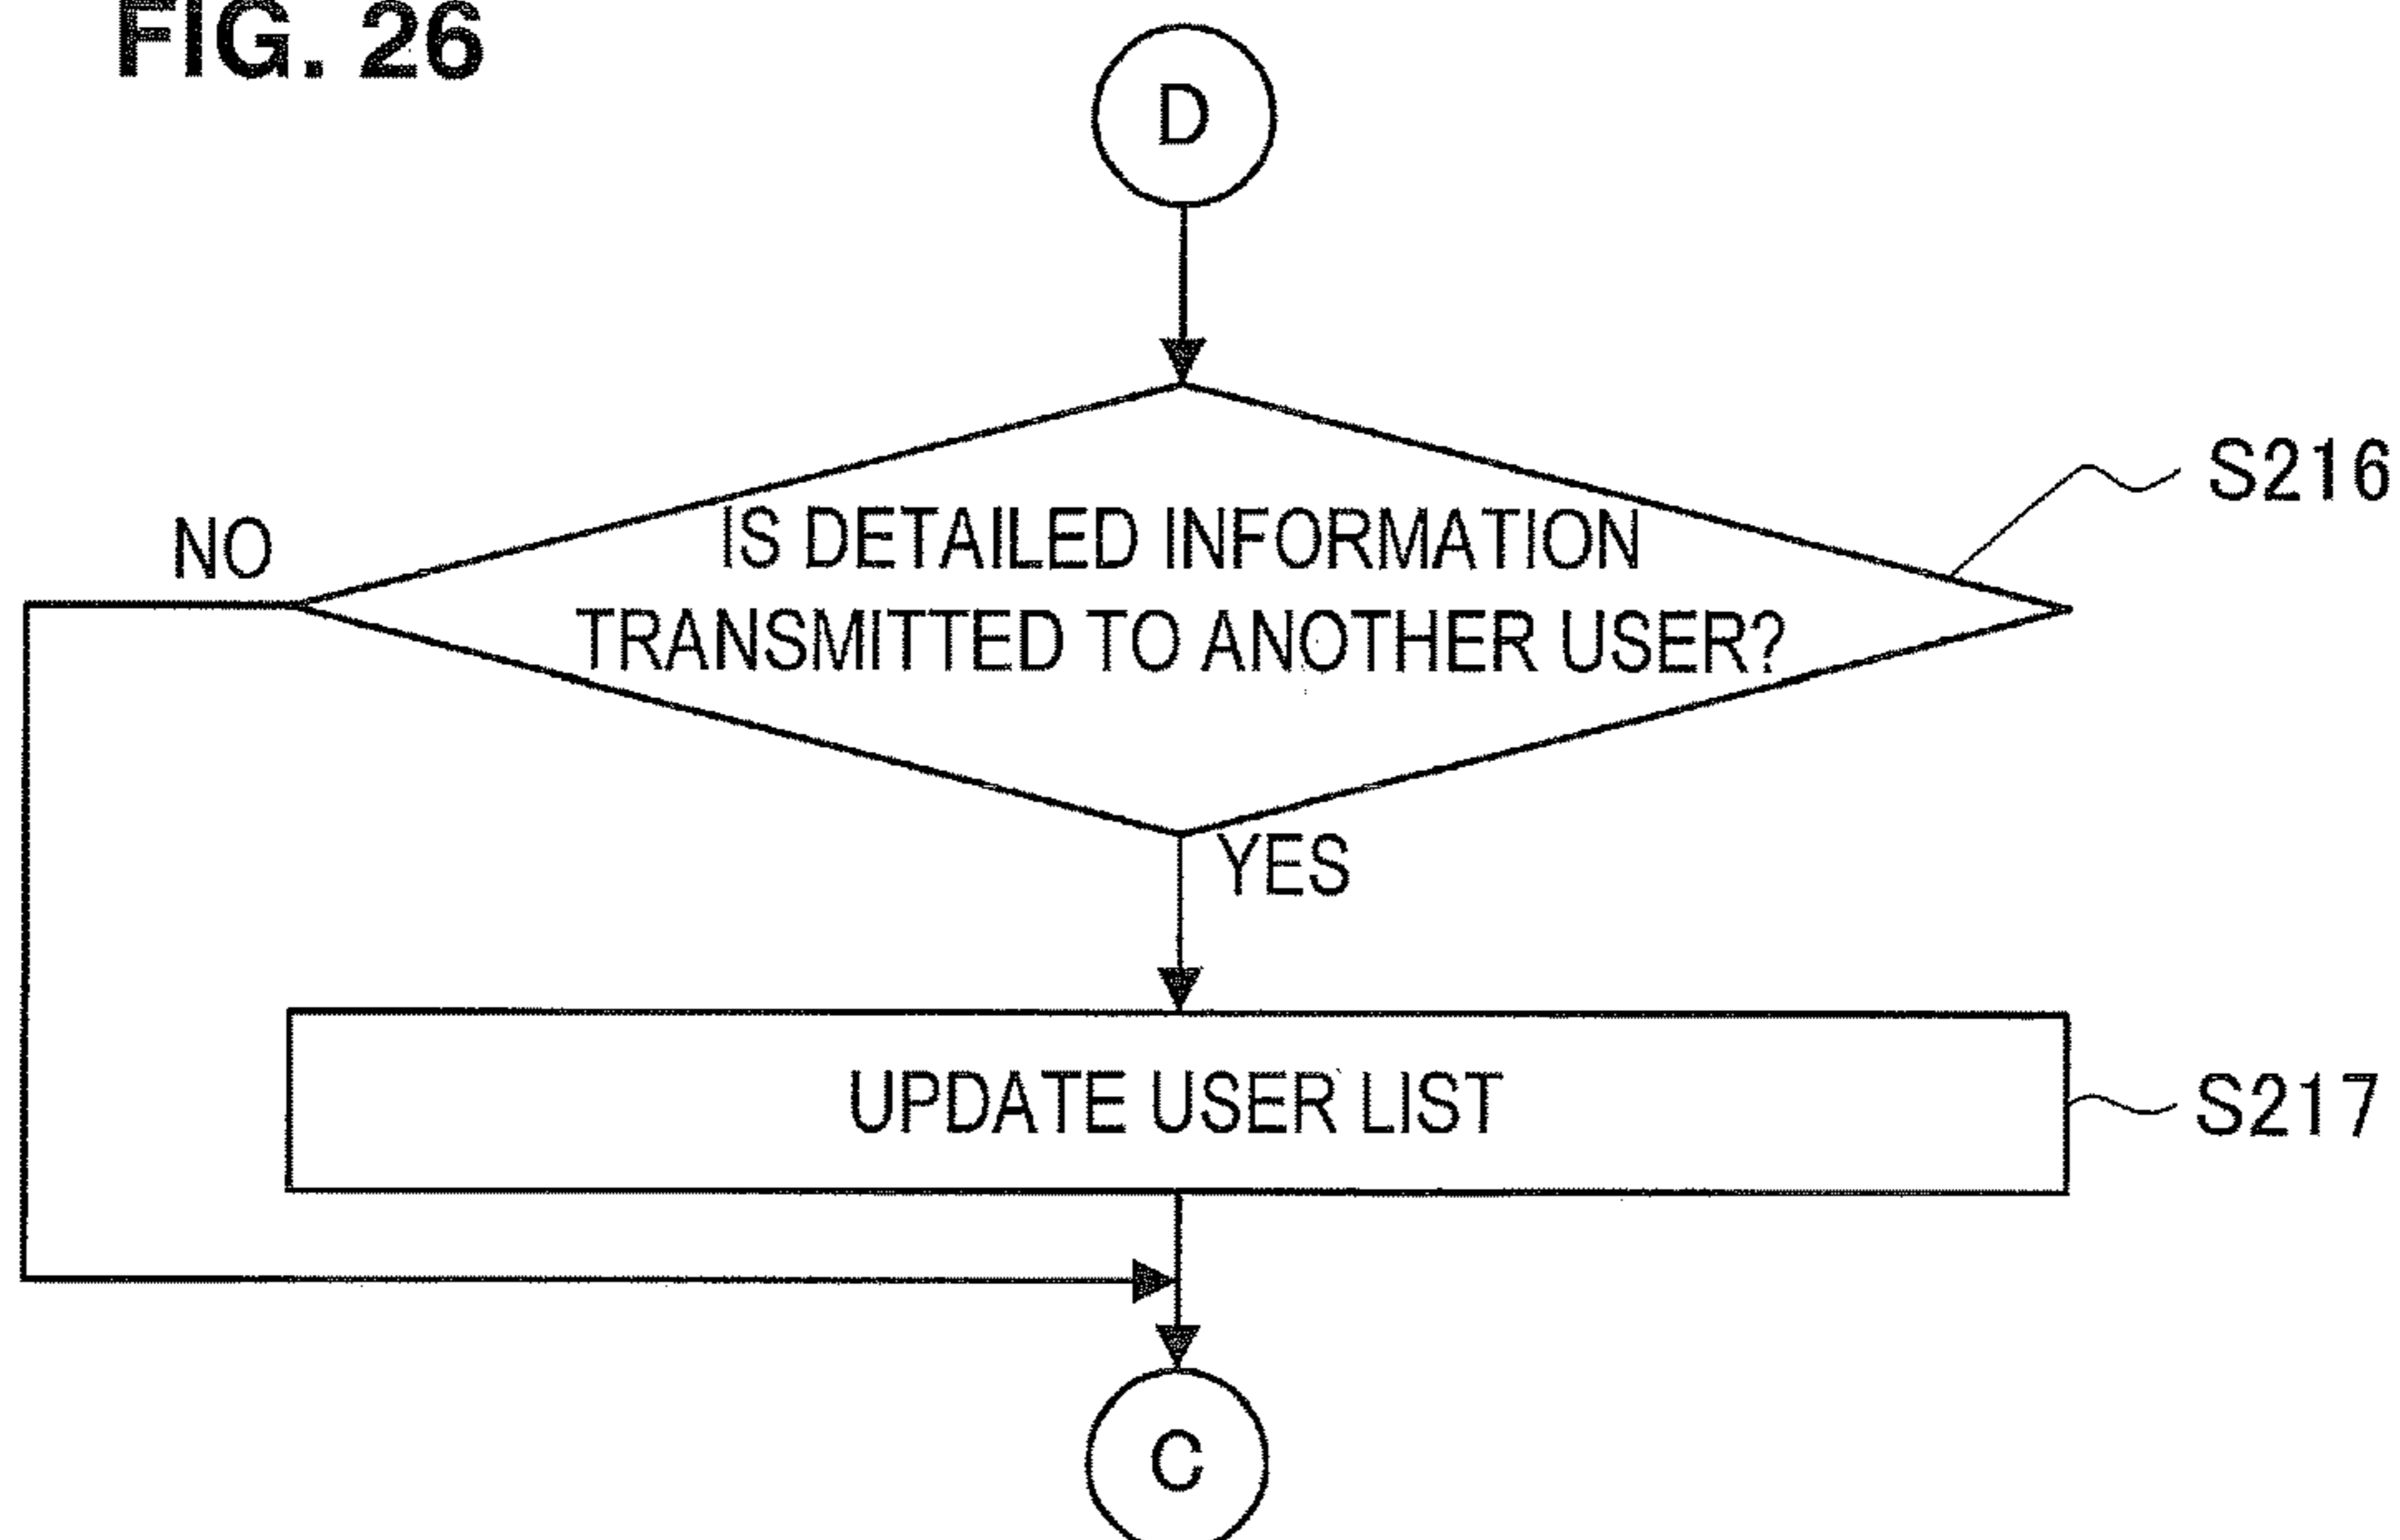 FIG. 26
D
S216
NO
IS DETAILED INFORMATION
TRANSMITTED TO ANOTHER USER?
YES
UPDATE USER LIST
S217
C